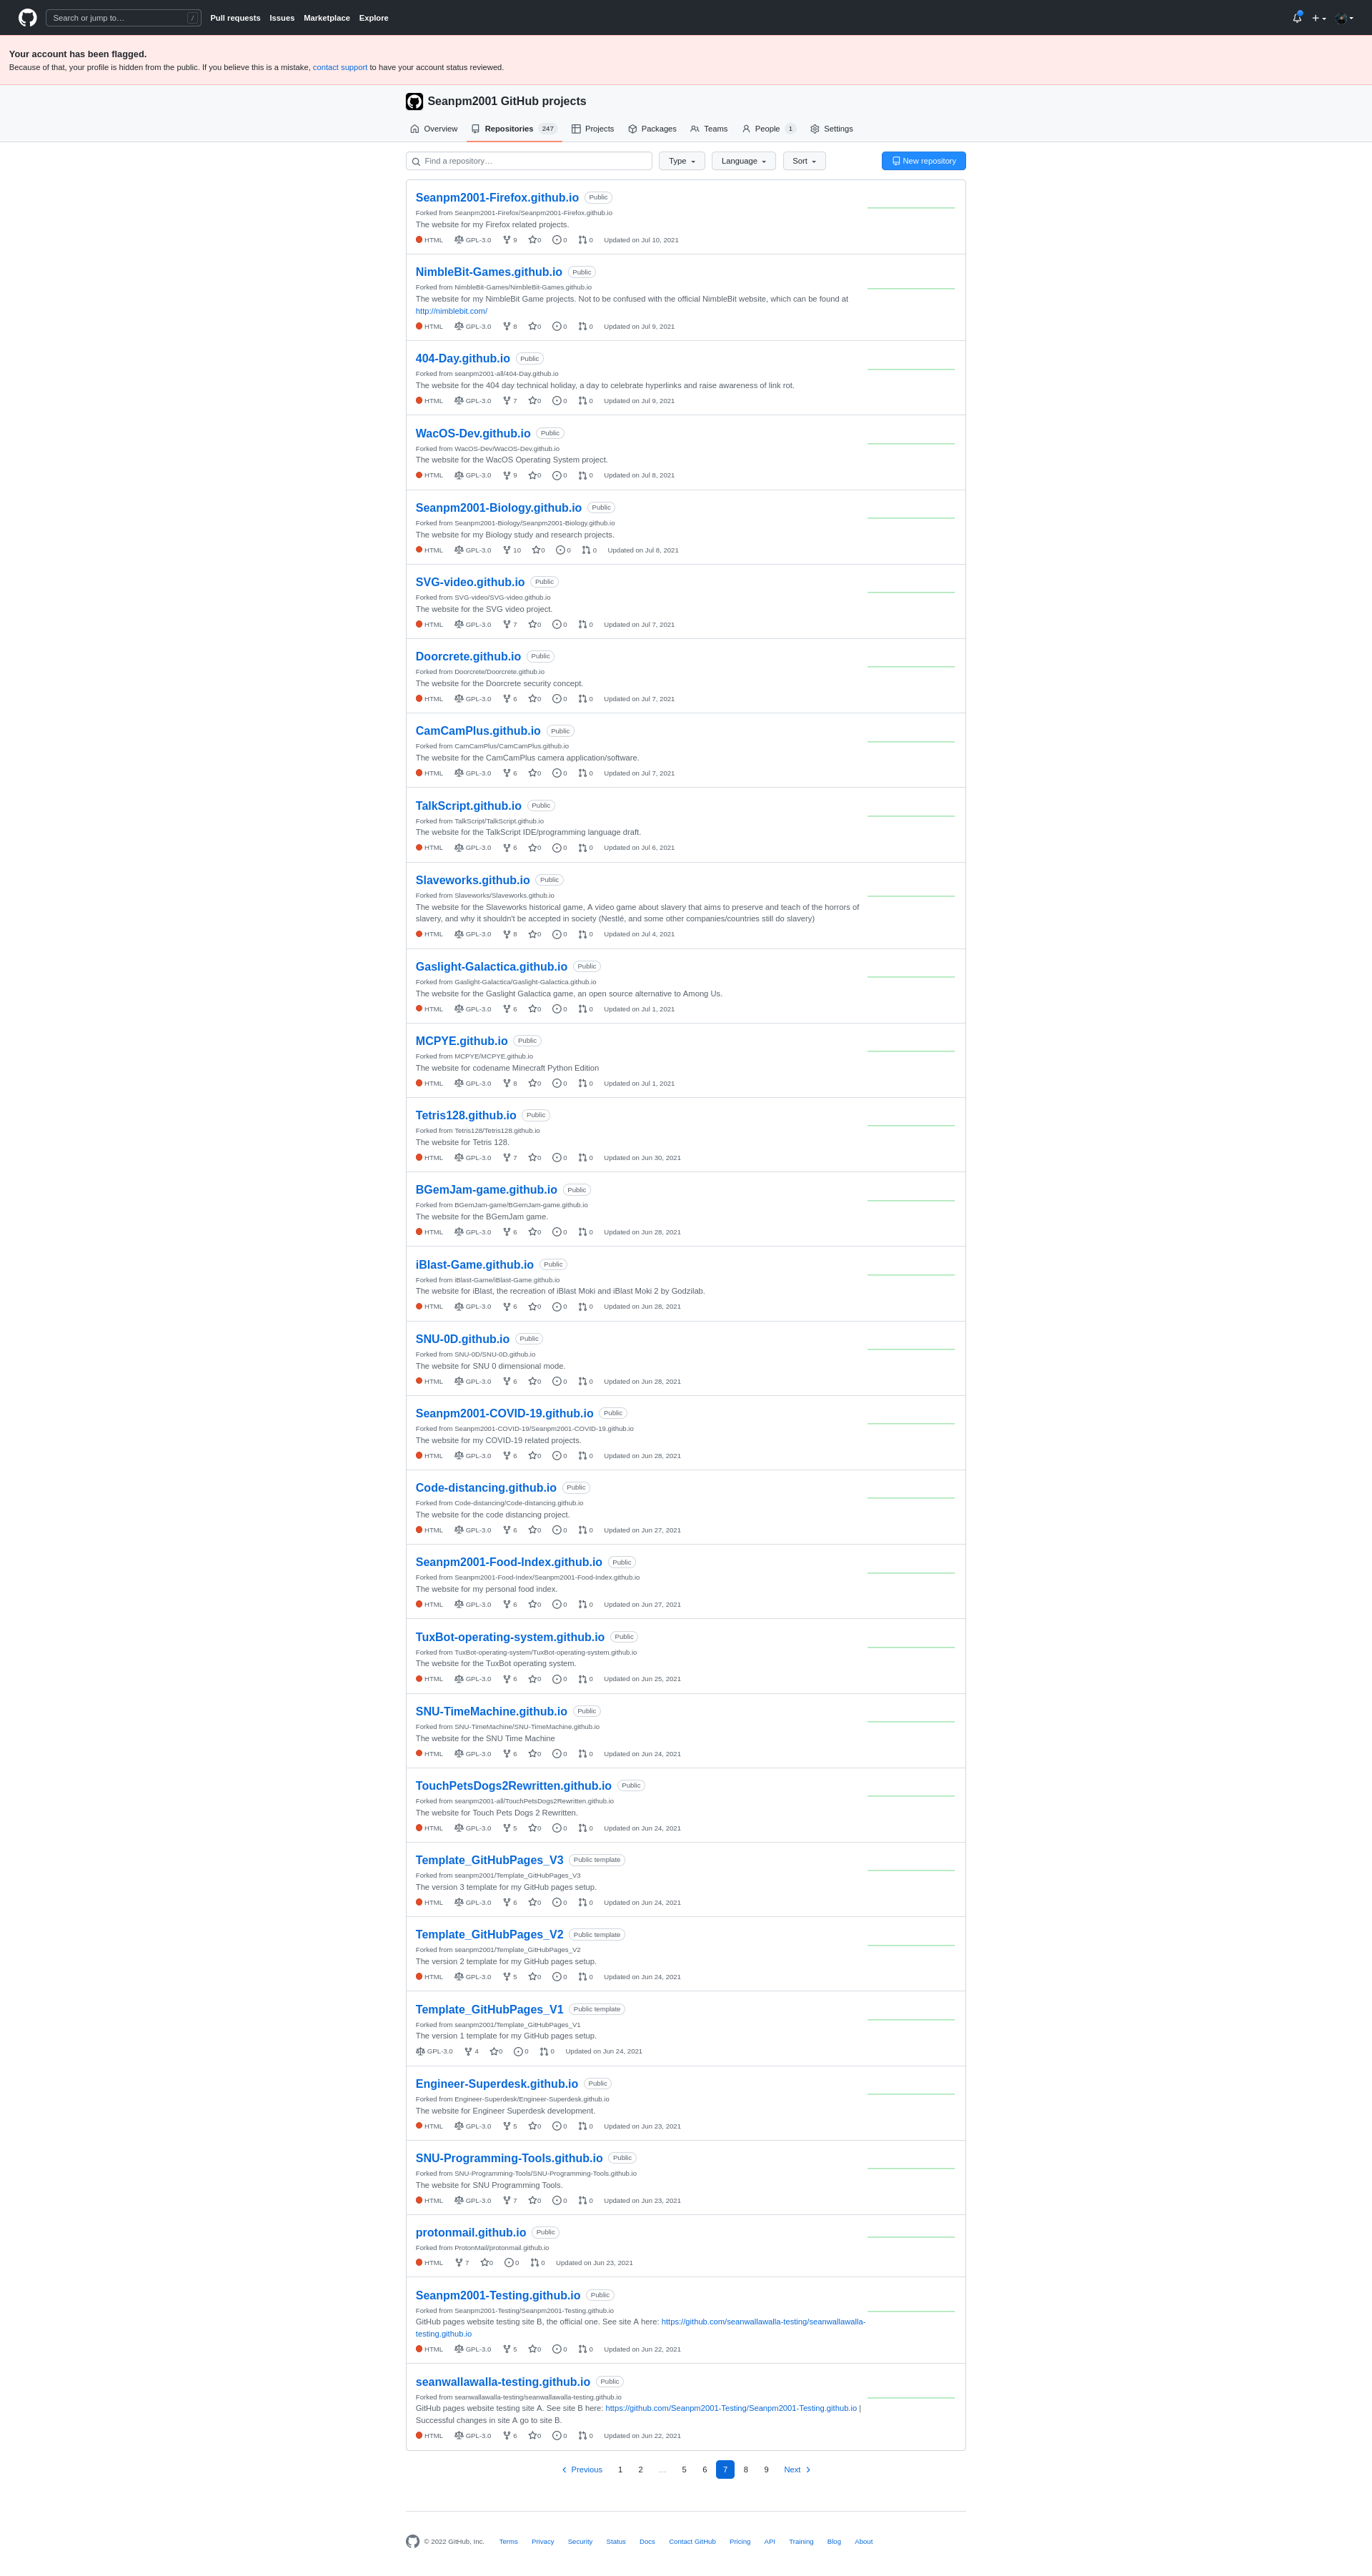 Search or jump to… /
Pull requests Issues Marketplace Explore
Your account has been flagged.
Because of that, your profile is hidden from the public. If you believe this is a mistake, contact support to have your account status reviewed.
Seanpm2001 GitHub projects
Overview Repositories 247 Projects Packages Teams People 1 Settings
Find a repository… Type Language Sort New repository
Seanpm2001-Firefox.github.io Public
Forked from Seanpm2001-Firefox/Seanpm2001-Firefox.github.io
The website for my Firefox related projects.
HTML GPL-3.0 9 0 0 0 Updated on Jul 10, 2021
NimbleBit-Games.github.io Public
Forked from NimbleBit-Games/NimbleBit-Games.github.io
The website for my NimbleBit Game projects. Not to be confused with the official NimbleBit website, which can be found at
http://nimblebit.com/
HTML GPL-3.0 8 0 0 0 Updated on Jul 9, 2021
404-Day.github.io Public
Forked from seanpm2001-all/404-Day.github.io
The website for the 404 day technical holiday, a day to celebrate hyperlinks and raise awareness of link rot.
HTML GPL-3.0 7 0 0 0 Updated on Jul 9, 2021
WacOS-Dev.github.io Public
Forked from WacOS-Dev/WacOS-Dev.github.io
The website for the WacOS Operating System project.
HTML GPL-3.0 9 0 0 0 Updated on Jul 8, 2021
Seanpm2001-Biology.github.io Public
Forked from Seanpm2001-Biology/Seanpm2001-Biology.github.io
The website for my Biology study and research projects.
HTML GPL-3.0 10 0 0 0 Updated on Jul 8, 2021
SVG-video.github.io Public
Forked from SVG-video/SVG-video.github.io
The website for the SVG video project.
HTML GPL-3.0 7 0 0 0 Updated on Jul 7, 2021
Doorcrete.github.io Public
Forked from Doorcrete/Doorcrete.github.io
The website for the Doorcrete security concept.
HTML GPL-3.0 6 0 0 0 Updated on Jul 7, 2021
CamCamPlus.github.io Public
Forked from CamCamPlus/CamCamPlus.github.io
The website for the CamCamPlus camera application/software.
HTML GPL-3.0 6 0 0 0 Updated on Jul 7, 2021
TalkScript.github.io Public
Forked from TalkScript/TalkScript.github.io
The website for the TalkScript IDE/programming language draft.
HTML GPL-3.0 6 0 0 0 Updated on Jul 6, 2021
Slaveworks.github.io Public
Forked from Slaveworks/Slaveworks.github.io
The website for the Slaveworks historical game, A video game about slavery that aims to preserve and teach of the horrors of
slavery, and why it shouldn't be accepted in society (Nestlé, and some other companies/countries still do slavery)
HTML GPL-3.0 8 0 0 0 Updated on Jul 4, 2021
Gaslight-Galactica.github.io Public
Forked from Gaslight-Galactica/Gaslight-Galactica.github.io
The website for the Gaslight Galactica game, an open source alternative to Among Us.
HTML GPL-3.0 6 0 0 0 Updated on Jul 1, 2021
MCPYE.github.io Public
Forked from MCPYE/MCPYE.github.io
The website for codename Minecraft Python Edition
HTML GPL-3.0 8 0 0 0 Updated on Jul 1, 2021
Tetris128.github.io Public
Forked from Tetris128/Tetris128.github.io
The website for Tetris 128.
HTML GPL-3.0 7 0 0 0 Updated on Jun 30, 2021
BGemJam-game.github.io Public
Forked from BGemJam-game/BGemJam-game.github.io
The website for the BGemJam game.
HTML GPL-3.0 6 0 0 0 Updated on Jun 28, 2021
iBlast-Game.github.io Public
Forked from iBlast-Game/iBlast-Game.github.io
The website for iBlast, the recreation of iBlast Moki and iBlast Moki 2 by Godzilab.
HTML GPL-3.0 6 0 0 0 Updated on Jun 28, 2021
SNU-0D.github.io Public
Forked from SNU-0D/SNU-0D.github.io
The website for SNU 0 dimensional mode.
HTML GPL-3.0 6 0 0 0 Updated on Jun 28, 2021
Seanpm2001-COVID-19.github.io Public
Forked from Seanpm2001-COVID-19/Seanpm2001-COVID-19.github.io
The website for my COVID-19 related projects.
HTML GPL-3.0 6 0 0 0 Updated on Jun 28, 2021
Code-distancing.github.io Public
Forked from Code-distancing/Code-distancing.github.io
The website for the code distancing project.
HTML GPL-3.0 6 0 0 0 Updated on Jun 27, 2021
Seanpm2001-Food-Index.github.io Public
Forked from Seanpm2001-Food-Index/Seanpm2001-Food-Index.github.io
The website for my personal food index.
HTML GPL-3.0 6 0 0 0 Updated on Jun 27, 2021
TuxBot-operating-system.github.io Public
Forked from TuxBot-operating-system/TuxBot-operating-system.github.io
The website for the TuxBot operating system.
HTML GPL-3.0 6 0 0 0 Updated on Jun 25, 2021
SNU-TimeMachine.github.io Public
Forked from SNU-TimeMachine/SNU-TimeMachine.github.io
The website for the SNU Time Machine
HTML GPL-3.0 6 0 0 0 Updated on Jun 24, 2021
TouchPetsDogs2Rewritten.github.io Public
Forked from seanpm2001-all/TouchPetsDogs2Rewritten.github.io
The website for Touch Pets Dogs 2 Rewritten.
HTML GPL-3.0 5 0 0 0 Updated on Jun 24, 2021
Template_GitHubPages_V3 Public template
Forked from seanpm2001/Template_GitHubPages_V3
The version 3 template for my GitHub pages setup.
HTML GPL-3.0 6 0 0 0 Updated on Jun 24, 2021
Template_GitHubPages_V2 Public template
Forked from seanpm2001/Template_GitHubPages_V2
The version 2 template for my GitHub pages setup.
HTML GPL-3.0 5 0 0 0 Updated on Jun 24, 2021
Template_GitHubPages_V1 Public template
Forked from seanpm2001/Template_GitHubPages_V1
The version 1 template for my GitHub pages setup.
GPL-3.0 4 0 0 0 Updated on Jun 24, 2021
Engineer-Superdesk.github.io Public
Forked from Engineer-Superdesk/Engineer-Superdesk.github.io
The website for Engineer Superdesk development.
HTML GPL-3.0 5 0 0 0 Updated on Jun 23, 2021
SNU-Programming-Tools.github.io Public
Forked from SNU-Programming-Tools/SNU-Programming-Tools.github.io
The website for SNU Programming Tools.
HTML GPL-3.0 7 0 0 0 Updated on Jun 23, 2021
protonmail.github.io Public
Forked from ProtonMail/protonmail.github.io
HTML 7 0 0 0 Updated on Jun 23, 2021
Seanpm2001-Testing.github.io Public
Forked from Seanpm2001-Testing/Seanpm2001-Testing.github.io
GitHub pages website testing site B, the official one. See site A here: https://github.com/seanwallawalla-testing/seanwallawalla-
testing.github.io
HTML GPL-3.0 5 0 0 0 Updated on Jun 22, 2021
seanwallawalla-testing.github.io Public
Forked from seanwallawalla-testing/seanwallawalla-testing.github.io
GitHub pages website testing site A. See site B here: https://github.com/Seanpm2001-Testing/Seanpm2001-Testing.github.io |
Successful changes in site A go to site B.
HTML GPL-3.0 6 0 0 0 Updated on Jun 22, 2021
Previous 1 2 … 5 6 7 8 9 Next
© 2022 GitHub, Inc. Terms Privacy Security Status Docs Contact GitHub Pricing API Training Blog About